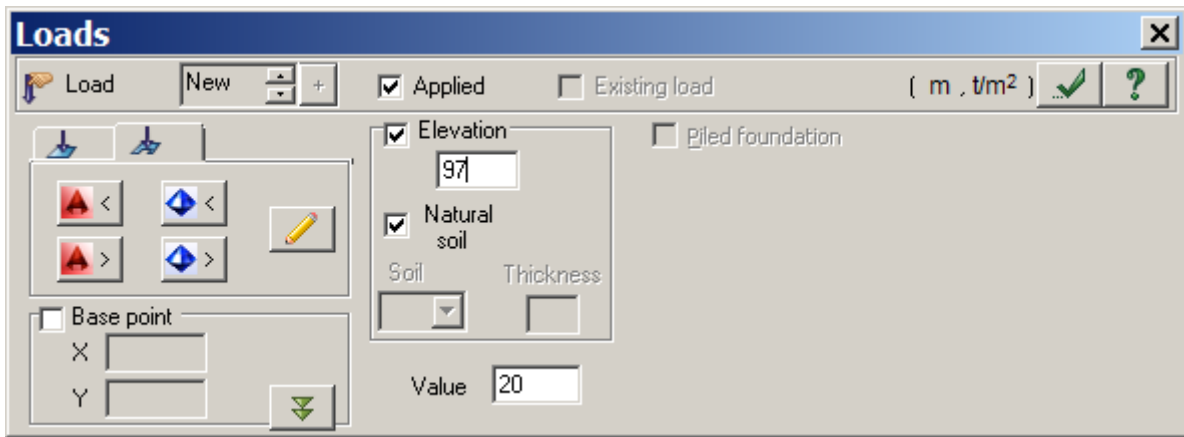 Loads
Load New + Applied Existing load ( m , t/m² ) ?
Elevation
97
Piled foundation
Natural
soil
Soil Thickness
< <
> >
Base point
X
Y
Value 20